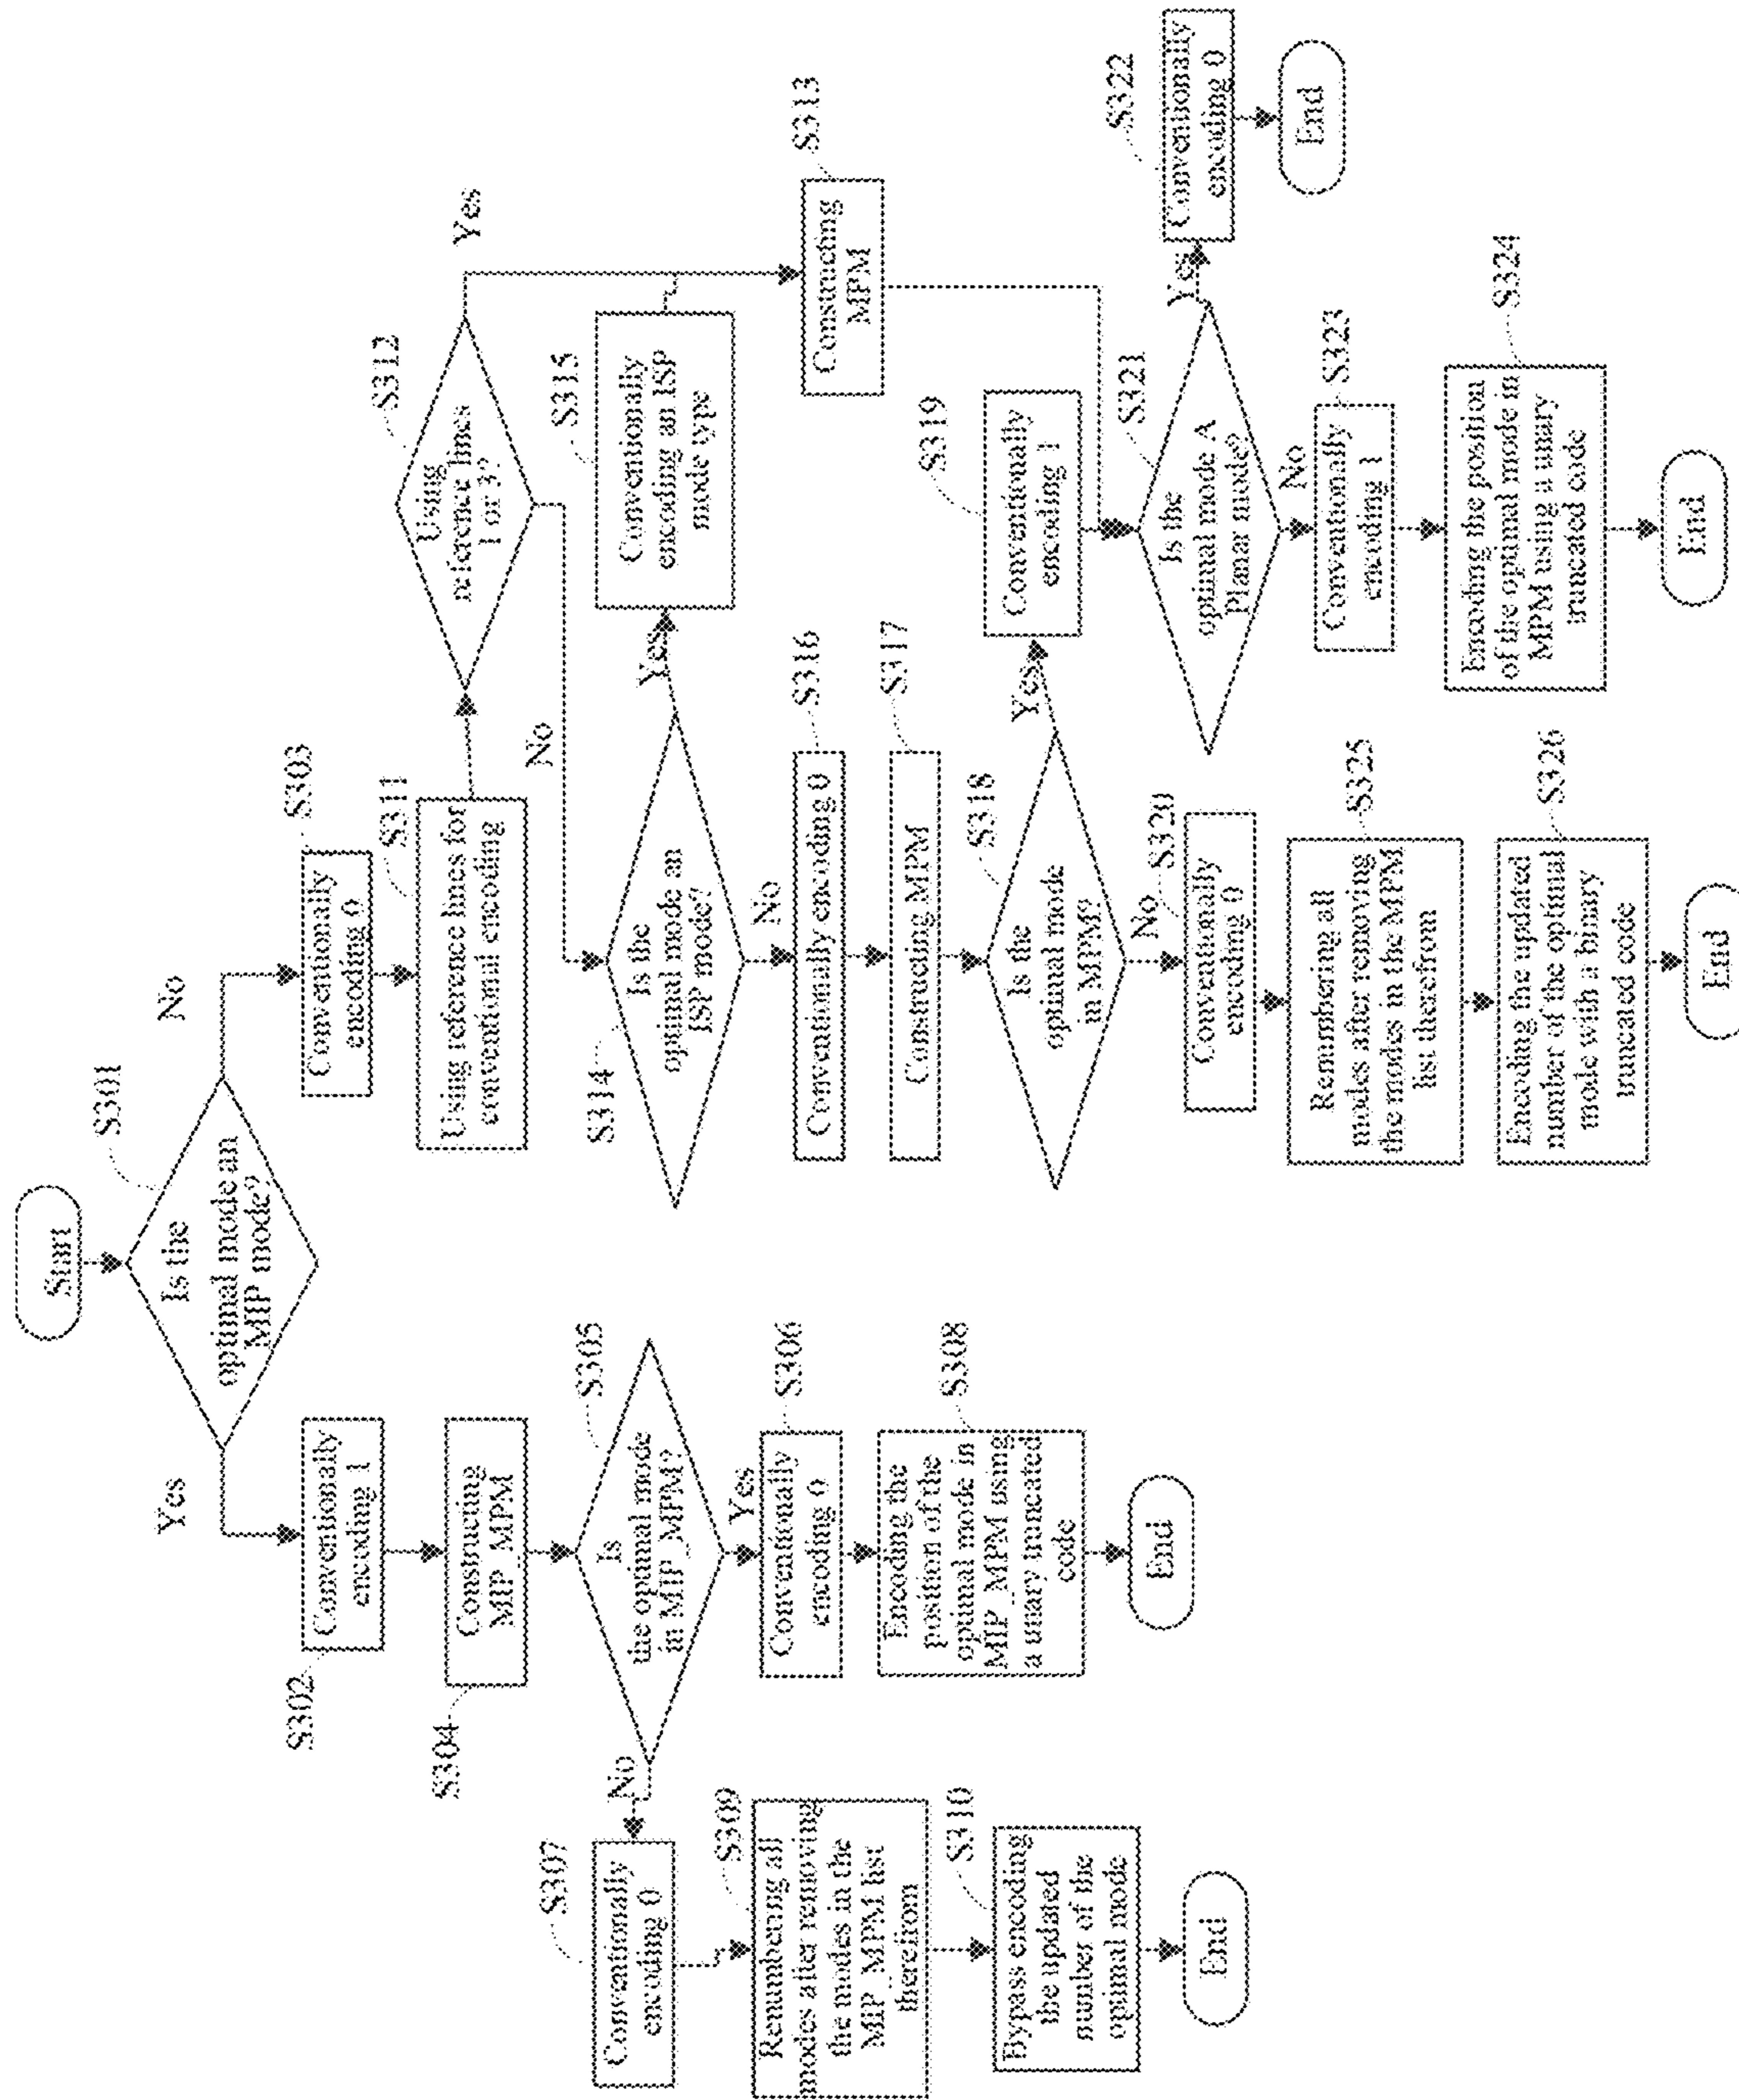 Start
S301
Is the
optimal mode an
MIP mode?
Yes
No
S302
Conventionally
encoding 1
S304
Constructing
MIP_MPM
S305
Is
the optimal mode
in MIP_MPM?
No
Yes
S307
Conventionally
encoding 0
S309
Renumbering all
modes after removing
the modes in the
MIP_MPM list
therefrom
S310
Bypass encoding
the updated
number of the
optimal mode
End
S306
Conventionally
encoding 0
S308
Encoding the
position of the
optimal mode in
MIP_MPM using
a unary truncated
code
End
S303
Conventionally
encoding 0
S311
Using reference lines for
conventional encoding
S312
Using
reference lines
1 or 3?
Yes
No
S314
Is the
optimal mode an
ISP mode?
Yes
No
S315
Conventionally
encoding an ISP
mode type
S313
Constructing
MPM
S316
Conventionally encoding 0
S317
Constructing MPM
S318
Is the
optimal mode
in MPM?
Yes
No
S319
Conventionally
encoding 1
S320
Conventionally
encoding 0
S325
Renumbering all
modes after removing
the modes in the MPM
list therefrom
S326
Encoding the updated
number of the optimal
mode with a binary
truncated code
End
S321
Is the
optimal mode A
Planar mode?
Yes
No
S322
Conventionally
encoding 0
End
S323
Conventionally
encoding 1
S324
Encoding the position
of the optimal mode in
MPM using a unary
truncated code
End